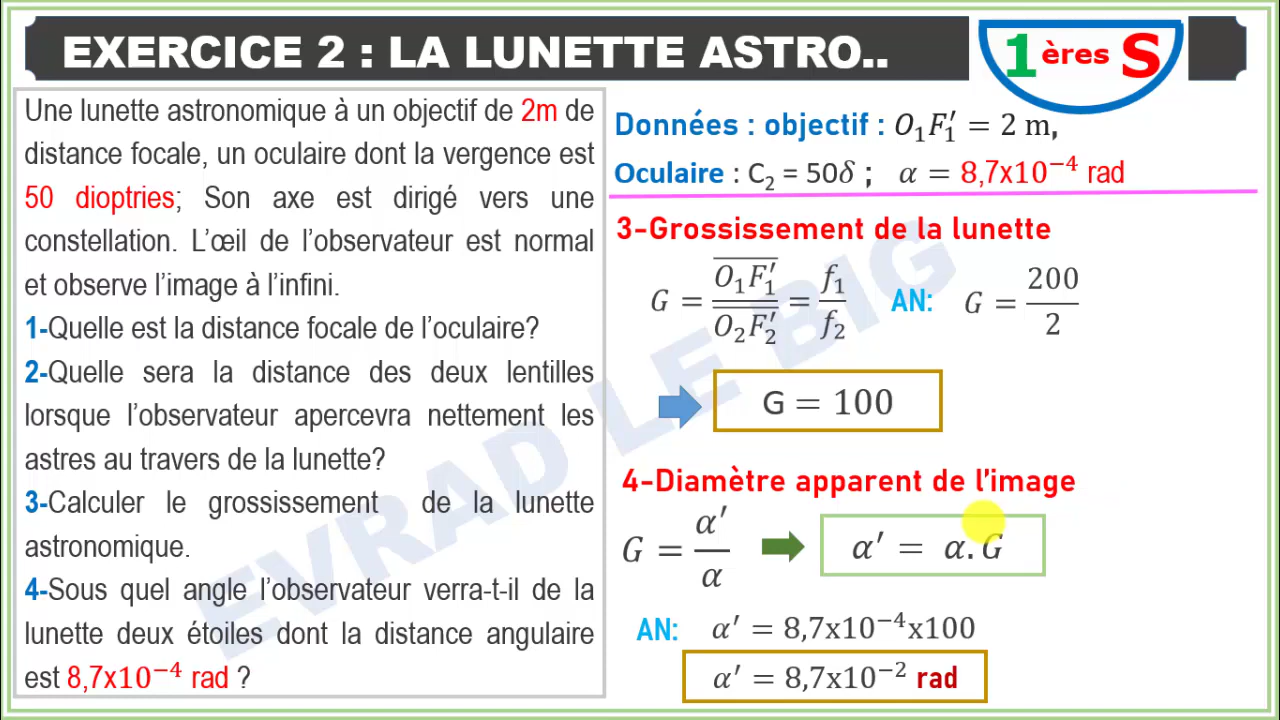 EXERCICE 2 : LA LUNETTE ASTRO..
1 ères S
Une lunette astronomique à un objectif de 2m de
distance focale, un oculaire dont la vergence est
50 dioptries; Son axe est dirigé vers une
constellation. L’œil de l’observateur est normal
et observe l’image à l’infini.
1-Quelle est la distance focale de l’oculaire?
2-Quelle sera la distance des deux lentilles
lorsque l’observateur apercevra nettement les
astres au travers de la lunette?
3-Calculer le grossissement de la lunette
astronomique.
4-Sous quel angle l’observateur verra-t-il de la
lunette deux étoiles dont la distance angulaire
est 8,7x10⁻⁴ rad ?
Données : objectif : O₁F₁′ = 2 m,
Oculaire : C₂ = 50δ ; α = 8,7x10⁻⁴ rad
3-Grossissement de la lunette
G = O₁F₁′ / O₂F₂′ = f₁ / f₂ AN: G = 200 / 2
G = 100
4-Diamètre apparent de l’image
G = α′ / α α′ = α.G
AN: α′ = 8,7x10⁻⁴x100
α′ = 8,7x10⁻² rad
EVRAD LE BIG